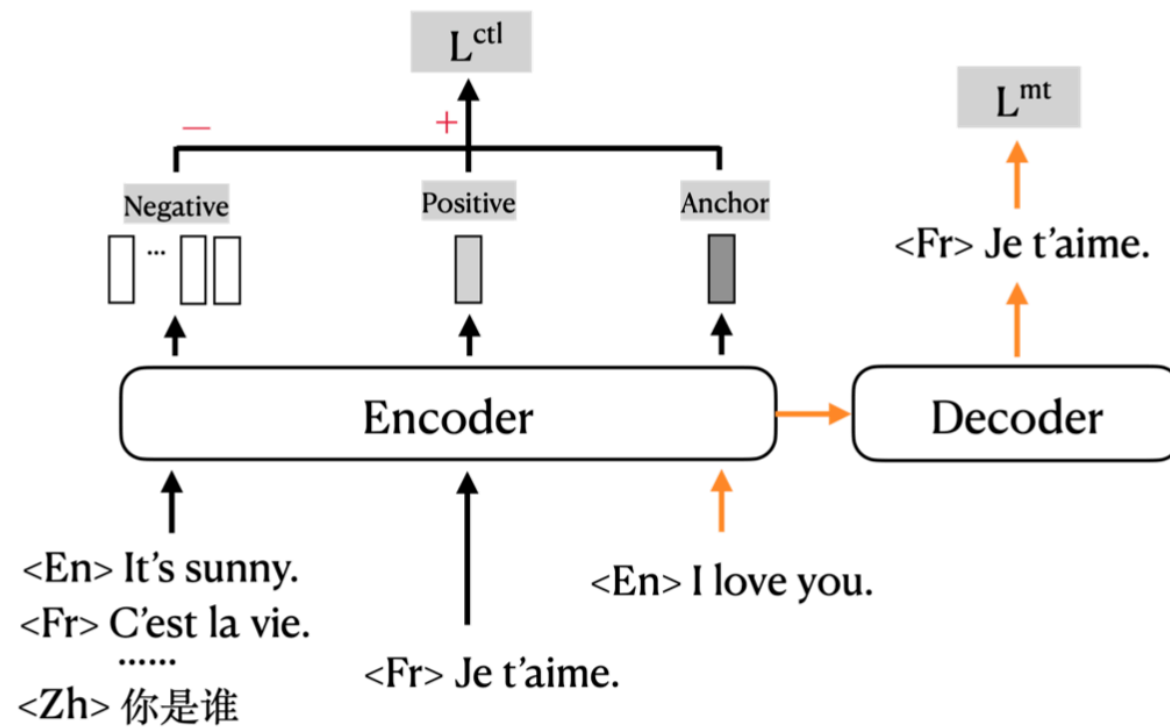 L^ctl
L^mt
—
+
Negative
Positive
Anchor
...
<Fr> Je t’aime.
Encoder
Decoder
<En> It’s sunny.
<Fr> C’est la vie.
......
<Zh> 你是谁
<Fr> Je t’aime.
<En> I love you.